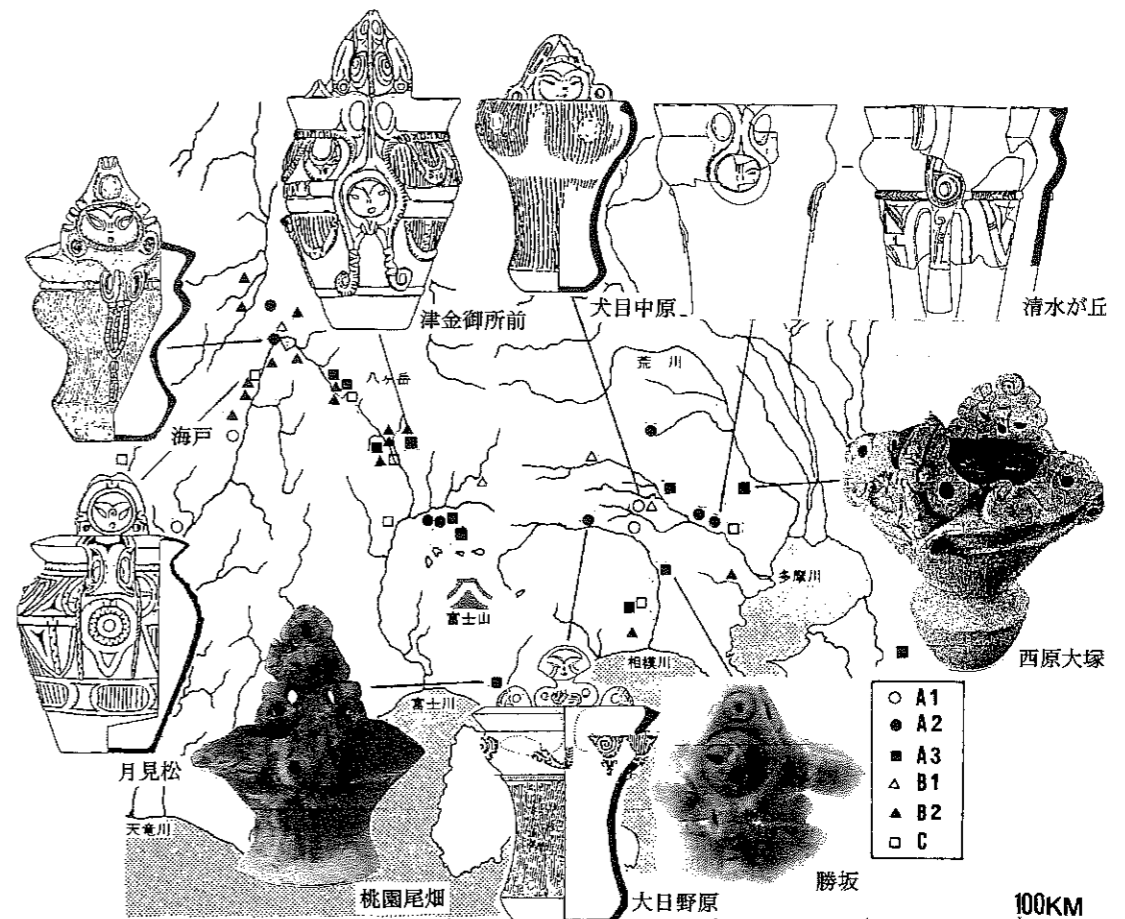 津金御所前
犬目中原
清水が丘
荒川
八ヶ岳
海戸
多摩川
富士山
西原大塚
相模川
富士川
A1
A2
A3
B1
B2
C
月見松
天竜川
勝坂
桃園尾畑
大日野原
100KM